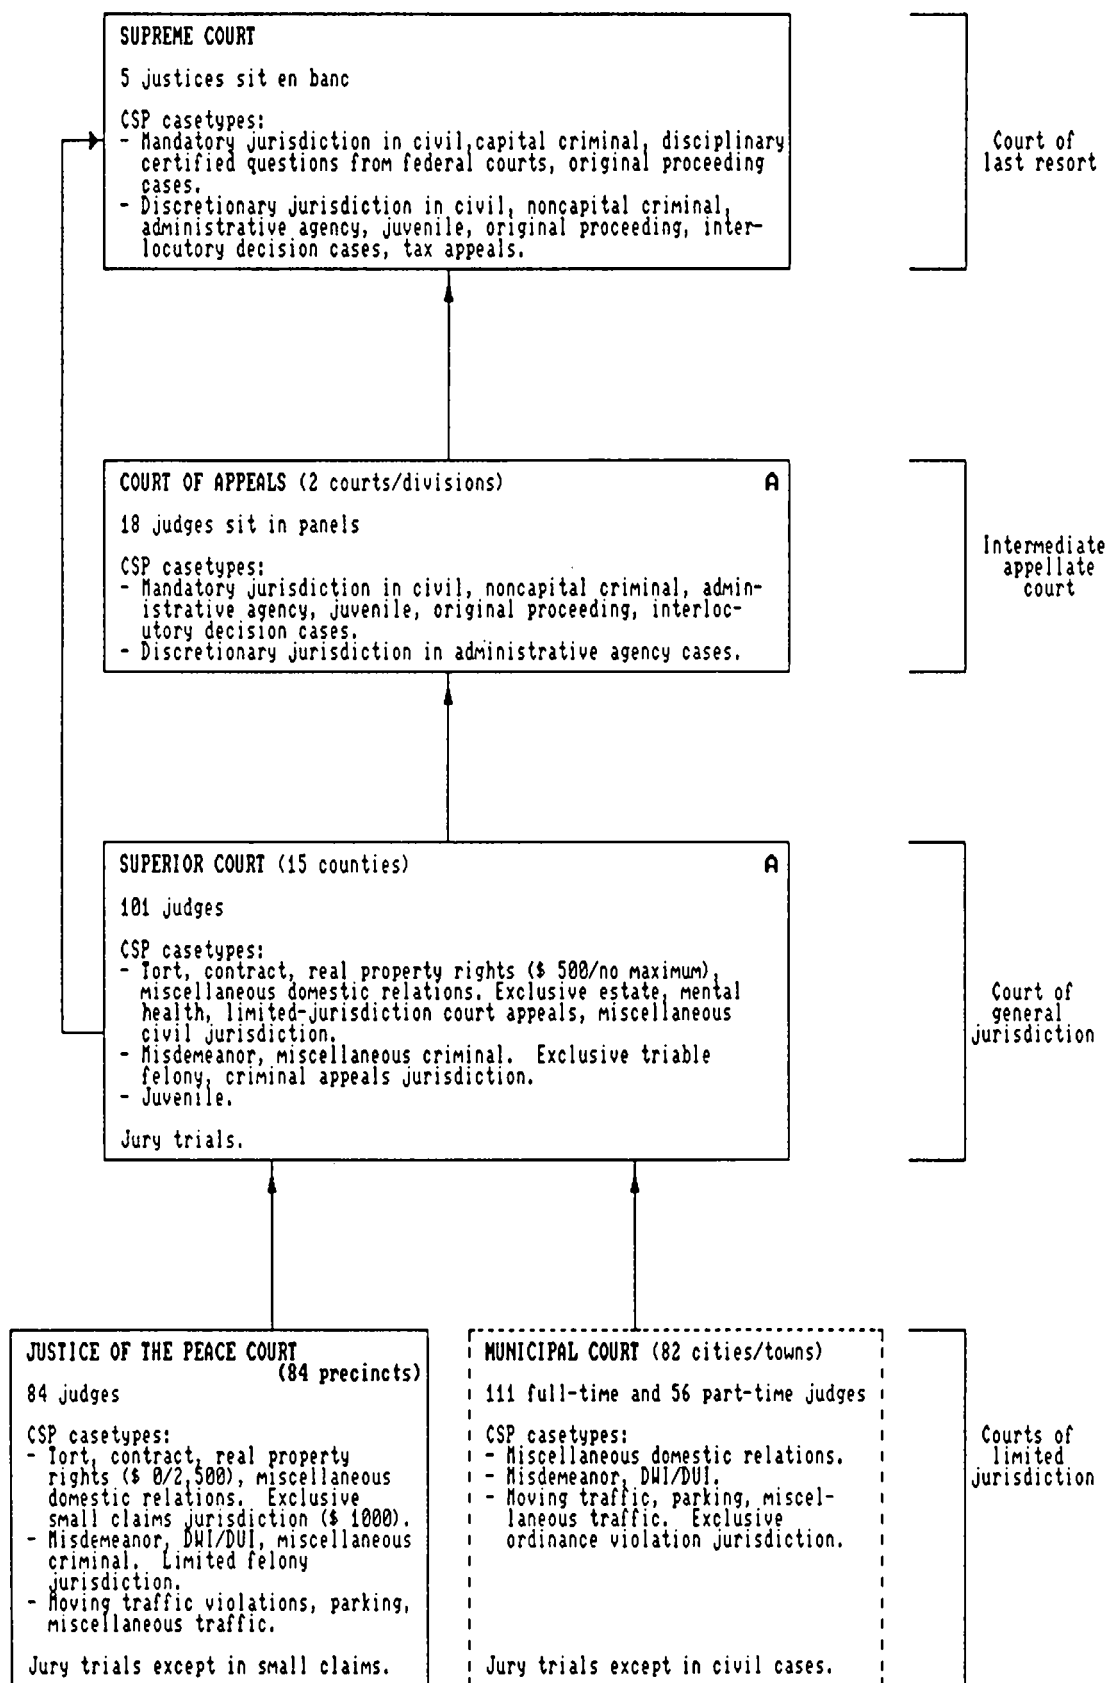 SUPREME COURT
5 justices sit en banc
CSP casetypes:
- Mandatory jurisdiction in civil,capital criminal, disciplinary
certified questions from federal courts, original proceeding
cases.
- Discretionary jurisdiction in civil, noncapital criminal,
administrative agency, juvenile, original proceeding, inter-
locutory decision cases, tax appeals.
Court of
last resort
COURT OF APPEALS (2 courts/divisions) A
18 judges sit in panels
CSP casetypes:
- Mandatory jurisdiction in civil, noncapital criminal, admin-
istrative agency, juvenile, original proceeding, interloc-
utory decision cases.
- Discretionary jurisdiction in administrative agency cases.
Intermediate
appellate
court
SUPERIOR COURT (15 counties) A
101 judges
CSP casetypes:
- Tort, contract, real property rights ($ 500/no maximum),
miscellaneous domestic relations. Exclusive estate, mental
health, limited-jurisdiction court appeals, miscellaneous
civil jurisdiction.
- Misdemeanor, miscellaneous criminal. Exclusive triable
felony, criminal appeals jurisdiction.
- Juvenile.
Jury trials.
Court of
general
jurisdiction
JUSTICE OF THE PEACE COURT
(84 precincts)
84 judges
CSP casetypes:
- Tort, contract, real property
rights ($ 0/2,500), miscellaneous
domestic relations. Exclusive
small claims jurisdiction ($ 1000).
- Misdemeanor, DWI/DUI, miscellaneous
criminal. Limited felony
jurisdiction.
- Moving traffic violations, parking,
miscellaneous traffic.
Jury trials except in small claims.
MUNICIPAL COURT (82 cities/towns)
111 full-time and 56 part-time judges
CSP casetypes:
- Miscellaneous domestic relations.
- Misdemeanor, DWI/DUI.
- Moving traffic, parking, miscel-
laneous traffic. Exclusive
ordinance violation jurisdiction.
Jury trials except in civil cases.
Courts of
limited
jurisdiction